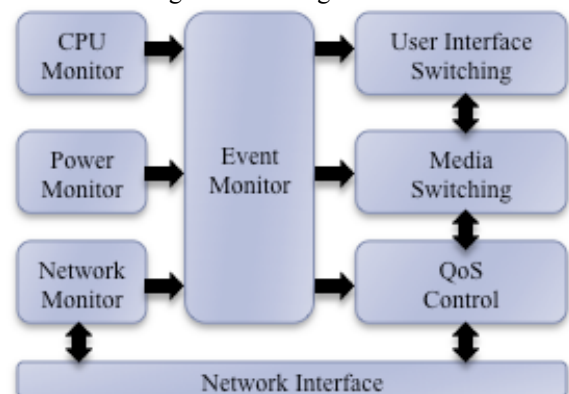 CPU
Monitor
Power
Monitor
Network
Monitor
Event
Monitor
User Interface
Switching
Media
Switching
QoS
Control
Network Interface